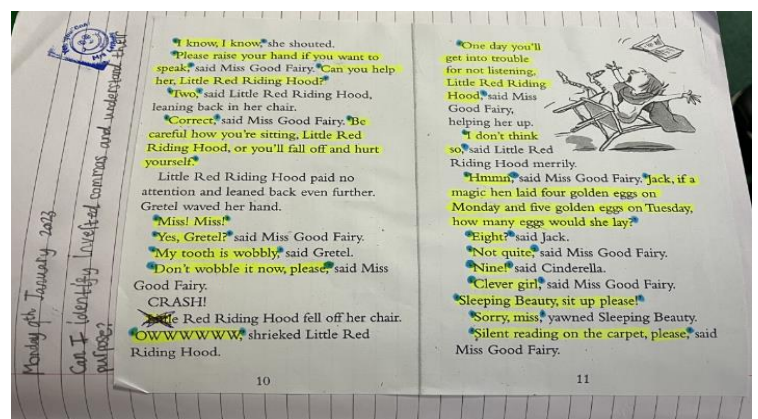 Monday 9th January 2023
Can I identify inverted commas and understand their
purpose?
"I know, I know," she shouted.
"Please raise your hand if you want to
speak," said Miss Good Fairy. "Can you help
her, Little Red Riding Hood?"
"Two," said Little Red Riding Hood,
leaning back in her chair.
"Correct," said Miss Good Fairy. "Be
careful how you're sitting, Little Red
Riding Hood, or you'll fall off and hurt
yourself."
Little Red Riding Hood paid no
attention and leaned back even further.
Gretel waved her hand.
"Miss! Miss!"
"Yes, Gretel?" said Miss Good Fairy.
"My tooth is wobbly," said Gretel.
"Don't wobble it now, please," said Miss
Good Fairy.
CRASH!
Little Red Riding Hood fell off her chair.
"OWWWWWW," shrieked Little Red
Riding Hood.
10
"One day you'll
get into trouble
for not listening,
Little Red Riding
Hood," said Miss
Good Fairy,
helping her up.
"I don't think
so," said Little Red
Riding Hood merrily.
"Hmmn," said Miss Good Fairy. "Jack, if a
magic hen laid four golden eggs on
Monday and five golden eggs on Tuesday,
how many eggs would she lay?"
"Eight?" said Jack.
"Not quite," said Miss Good Fairy.
"Nine!" said Cinderella.
"Clever girl," said Miss Good Fairy.
"Sleeping Beauty, sit up please!"
"Sorry, miss," yawned Sleeping Beauty.
"Silent reading on the carpet, please," said
Miss Good Fairy.
11